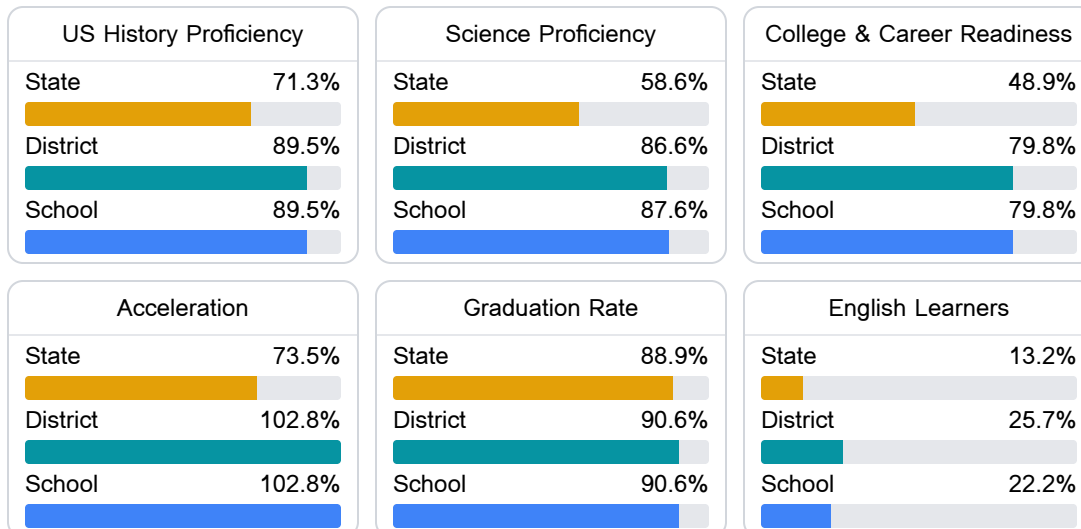 US History Proficiency
State 71.3%
District 89.5%
School 89.5%
Science Proficiency
State 58.6%
District 86.6%
School 87.6%
College & Career Readiness
State 48.9%
District 79.8%
School 79.8%
Acceleration
State 73.5%
District 102.8%
School 102.8%
Graduation Rate
State 88.9%
District 90.6%
School 90.6%
English Learners
State 13.2%
District 25.7%
School 22.2%